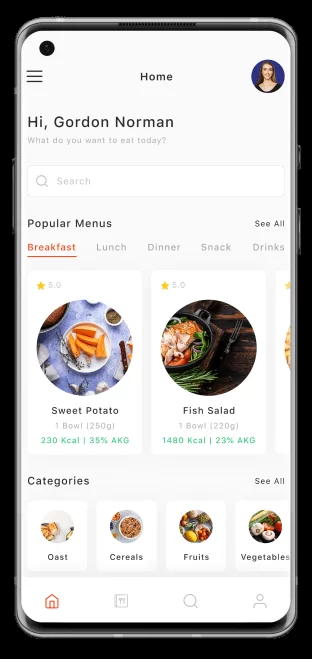 Home
Hi, Gordon Norman
What do you want to eat today?
Search
Popular Menus See All
Breakfast Lunch Dinner Snack Drinks
5.0 5.0
Sweet Potato Fish Salad
1 Bowl (250g) 1 Bowl (220g)
230 Kcal | 35% AKG 1480 Kcal | 23% AKG
Categories See All
Oast Cereals Fruits Vegetables